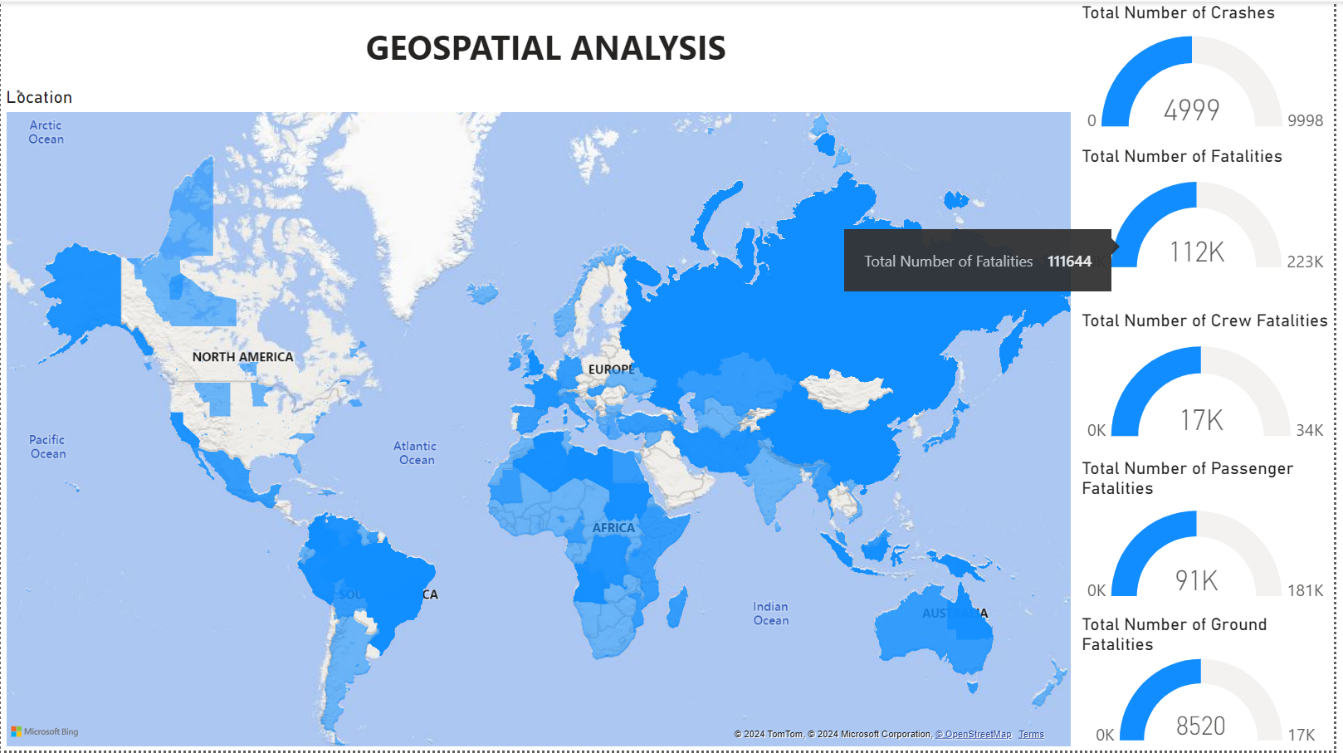 GEOSPATIAL ANALYSIS
Location
Arctic
Ocean
NORTH AMERICA
EUROPE
Pacific
Ocean
Atlantic
Ocean
AFRICA
SOU CA
Indian
Ocean
AUSTRALIA
Microsoft Bing
© 2024 TomTom, © 2024 Microsoft Corporation, © OpenStreetMap Terms
Total Number of Crashes
4999
0 9998
Total Number of Fatalities
Total Number of Fatalities 111644
112K
223K
Total Number of Crew Fatalities
17K
0K 34K
Total Number of Passenger
Fatalities
91K
0K 181K
Total Number of Ground
Fatalities
8520
0K 17K